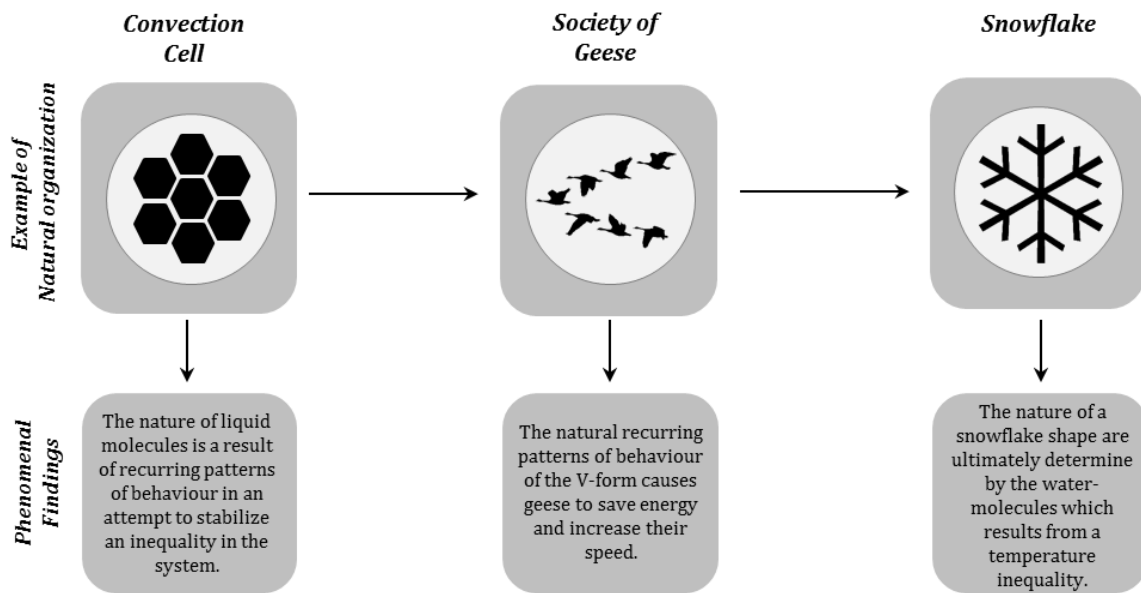 Convection
Cell
Society of
Geese
Snowflake
Example of
Natural organization
Phenomenal
Findings
The nature of liquid
molecules is a result
of recurring patterns
of behaviour in an
attempt to stabilize
an inequality in the
system.
The natural recurring
patterns of behaviour
of the V-form causes
geese to save energy
and increase their
speed.
The nature of a
snowflake shape are
ultimately determine
by the water-
molecules which
results from a
temperature
inequality.